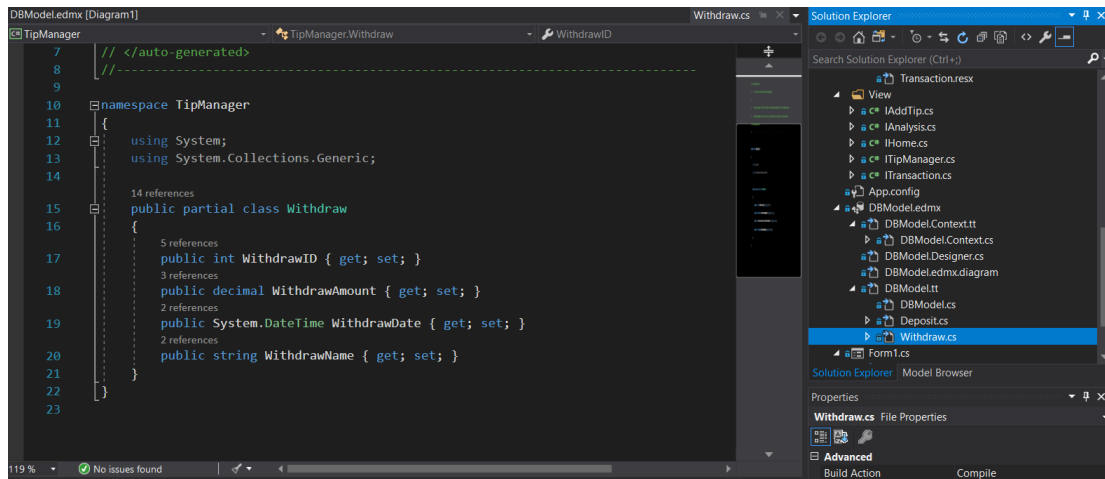 DBModel.edmx [Diagram1]
Withdraw.cs
TipManager
TipManager.Withdraw
WithdrawID
7 // </auto-generated>
8 //------------------------------------------------------------------------------
9
10 namespace TipManager
11 {
12 using System;
13 using System.Collections.Generic;
14
14 references
15 public partial class Withdraw
16 {
5 references
17 public int WithdrawID { get; set; }
3 references
18 public decimal WithdrawAmount { get; set; }
2 references
19 public System.DateTime WithdrawDate { get; set; }
2 references
20 public string WithdrawName { get; set; }
21 }
22 }
23
119 %
No issues found
Solution Explorer
Search Solution Explorer (Ctrl+;)
Transaction.resx
View
C# IAddTip.cs
C# IAnalysis.cs
C# IHome.cs
C# ITipManager.cs
C# ITransaction.cs
App.config
DBModel.edmx
DBModel.Context.tt
DBModel.Context.cs
DBModel.Designer.cs
DBModel.edmx.diagram
DBModel.tt
DBModel.cs
Deposit.cs
Withdraw.cs
Form1.cs
Solution Explorer Model Browser
Properties
Withdraw.cs File Properties
Advanced
Build Action Compile